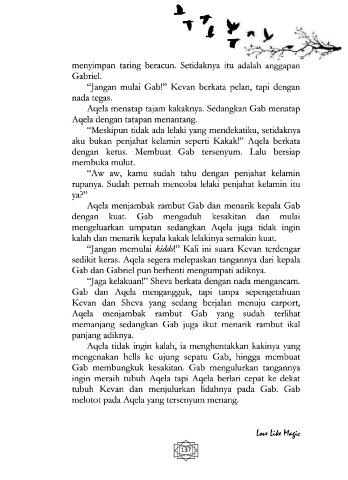 menyimpan taring beracun. Setidaknya itu adalah anggapan
Gabriel.
“Jangan mulai Gab!” Kevan berkata pelan, tapi dengan
nada tegas.
Aqela menatap tajam kakaknya. Sedangkan Gab menatap
Aqela dengan tatapan menantang.
“Meskipun tidak ada lelaki yang mendekatiku, setidaknya
aku bukan penjahat kelamin seperti Kakak!” Aqela berkata
dengan ketus. Membuat Gab tersenyum. Lalu bersiap
membuka mulut.
“Aw aw, kamu sudah tahu dengan penjahat kelamin
rupanya. Sudah pernah mencoba lelaki penjahat kelamin itu
ya?”
Aqela menjambak rambut Gab dan menarik kepala Gab
dengan kuat. Gab mengaduh kesakitan dan mulai
mengeluarkan umpatan sedangkan Aqela juga tidak ingin
kalah dan menarik kepala kakak lelakinya semakin kuat.
“Jangan memulai kiddo!” Kali ini suara Kevan terdengar
sedikit keras. Aqela segera melepaskan tangannya dari kepala
Gab dan Gabriel pun berhenti mengumpati adiknya.
“Jaga kelakuan!” Sheva berkata dengan nada mengancam.
Gab dan Aqela mengangguk, tapi tanpa sepengetahuan
Kevan dan Sheva yang sedang berjalan menuju carport,
Aqela menjambak rambut Gab yang sudah terlihat
memanjang sedangkan Gab juga ikut menarik rambut ikal
panjang adiknya.
Aqela tidak ingin kalah, ia menghentakkan kakinya yang
mengenakan hells ke ujung sepatu Gab, hingga membuat
Gab membungkuk kesakitan. Gab mengulurkan tangannya
ingin meraih tubuh Aqela tapi Aqela berlari cepat ke dekat
tubuh Kevan dan menjulurkan lidahnya pada Gab. Gab
melotot pada Aqela yang tersenyum menang.
Love Like Magic
137